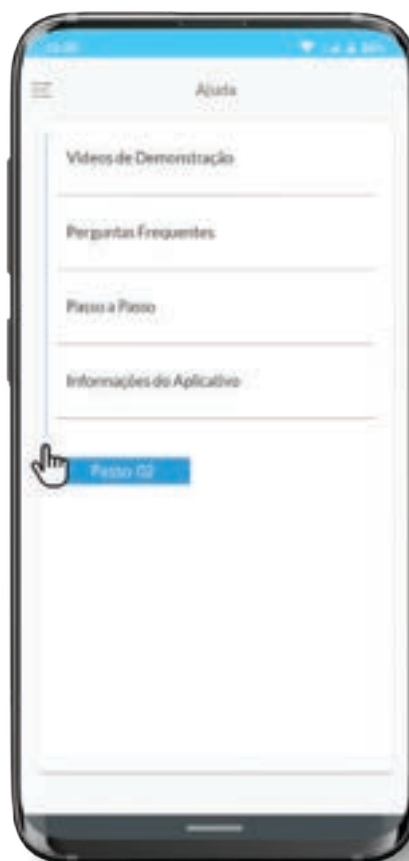 Ajuda
Vídeos de Demonstração
Perguntas Frequentes
Passo a Passo
Informações do Aplicativo
Passo 02